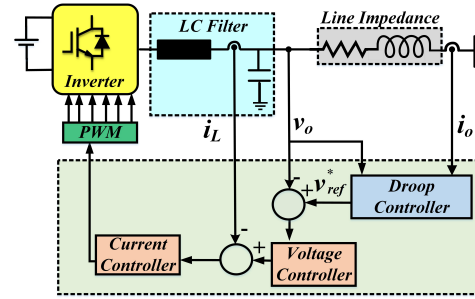 LC Filter
Line Impedance
Inverter
PWM
i_L
v_o
i_o
-
+
v*_ref
Droop
Controller
-
+
Current
Controller
Voltage
Controller